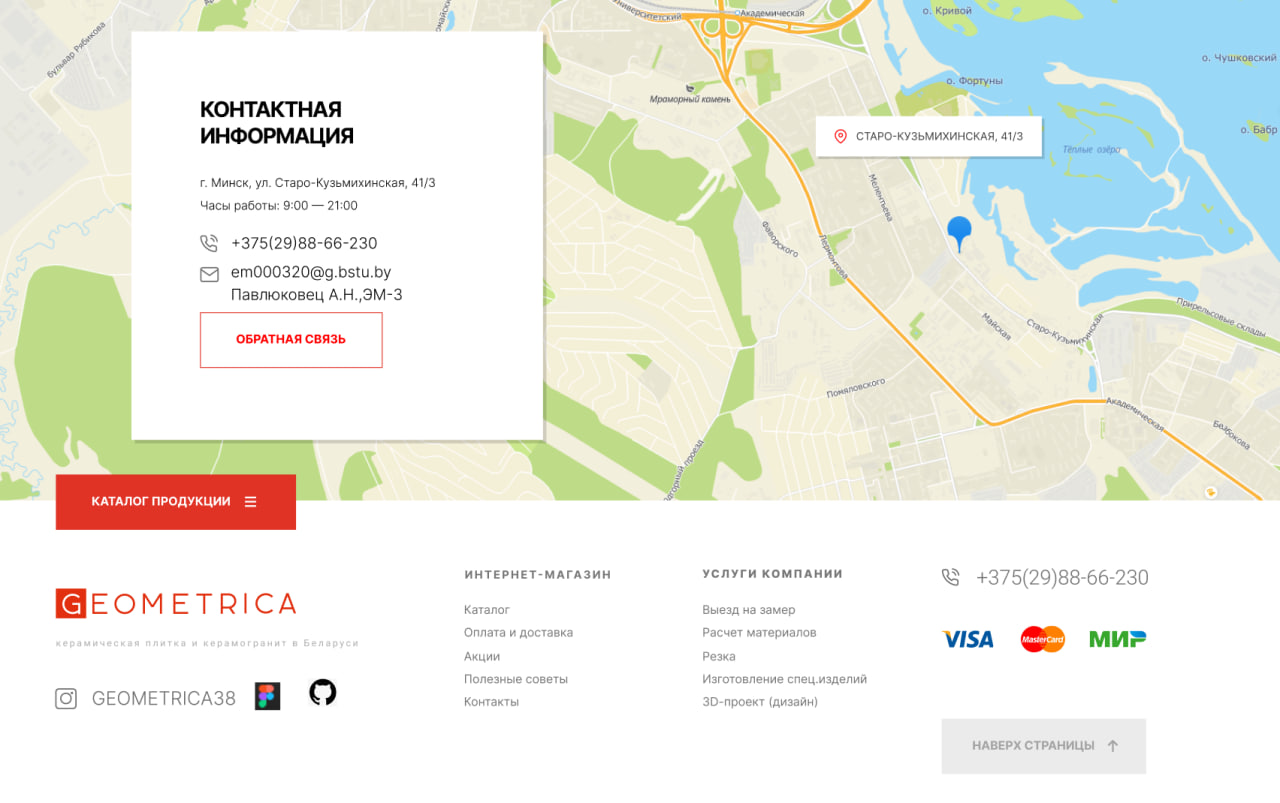 бульвар Рябикова
Университетский
Академическая
о. Кривой
о. Чушковский
о. Фортуны
Мраморный камень
о. Бабр
Тёплые озёра
СТАРО-КУЗЬМИХИНСКАЯ, 41/3
Мелентьева
Фаворского
Лермонтова
Майская
Старо-Кузьмихинская
Прирельсовые склады
Помяловского
Академическая
Безбокова
КОНТАКТНАЯ
ИНФОРМАЦИЯ
г. Минск, ул. Старо-Кузьмихинская, 41/3
Часы работы: 9:00 — 21:00
+375(29)88-66-230
em000320@g.bstu.by
Павлюковец А.Н.,ЭМ-3
ОБРАТНАЯ СВЯЗЬ
КАТАЛОГ ПРОДУКЦИИ
GEOMETRICA
керамическая плитка и керамогранит в Беларуси
GEOMETRICA38
ИНТЕРНЕТ-МАГАЗИН
Каталог
Оплата и доставка
Акции
Полезные советы
Контакты
УСЛУГИ КОМПАНИИ
Выезд на замер
Расчет материалов
Резка
Изготовление спец.изделий
3D-проект (дизайн)
+375(29)88-66-230
VISA
MasterCard
МИР
НАВЕРХ СТРАНИЦЫ